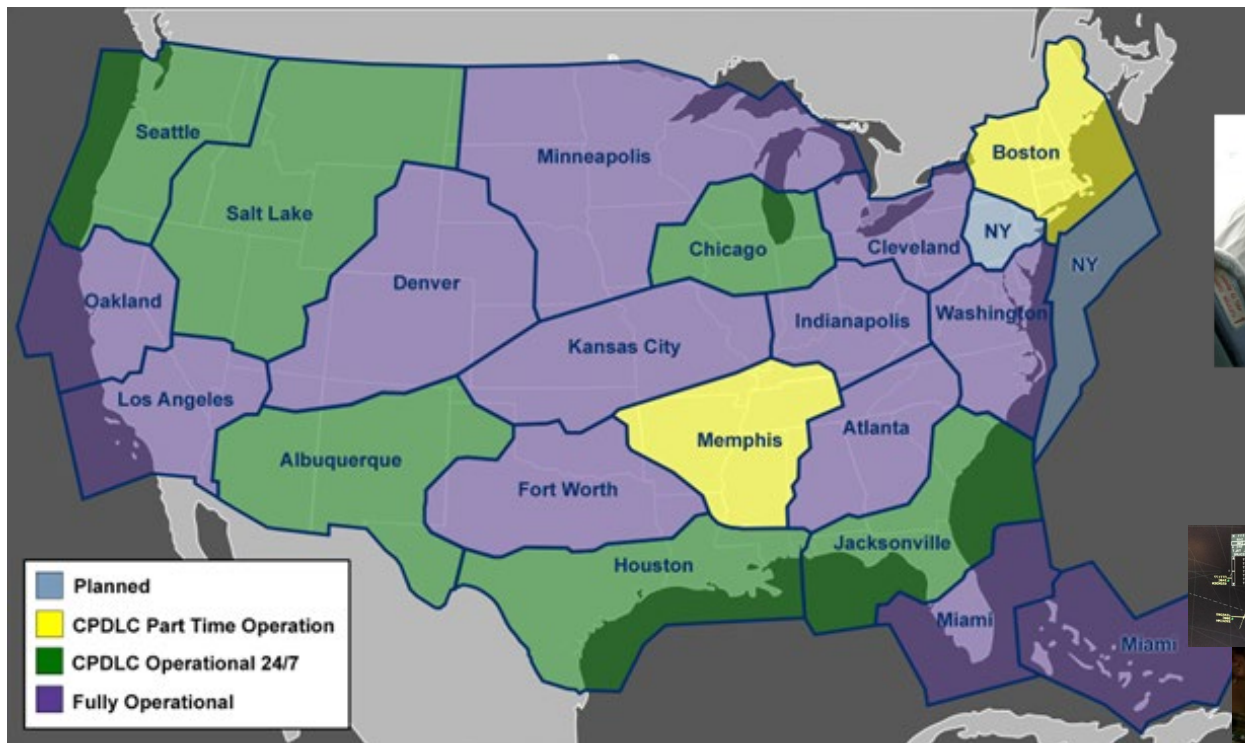 Seattle
Salt Lake
Minneapolis
Boston
NY
Chicago
Cleveland
NY
Oakland
Denver
Indianapolis
Washington
Kansas City
Los Angeles
Memphis
Atlanta
Albuquerque
Fort Worth
Houston
Jacksonville
Miami
Miami
Planned
CPDLC Part Time Operation
CPDLC Operational 24/7
Fully Operational